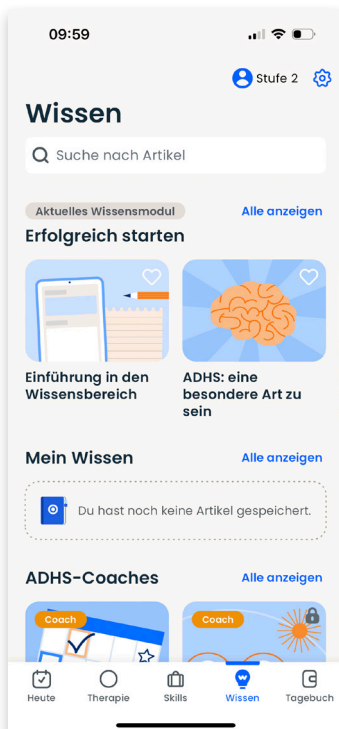 09:59
Stufe 2
Wissen
Suche nach Artikel
Aktuelles Wissensmodul
Alle anzeigen
Erfolgreich starten
Einführung in den
Wissensbereich
ADHS: eine
besondere Art zu
sein
Mein Wissen
Alle anzeigen
Du hast noch keine Artikel gespeichert.
ADHS-Coaches
Alle anzeigen
Coach
Coach
Heute
Therapie
Skills
Wissen
Tagebuch